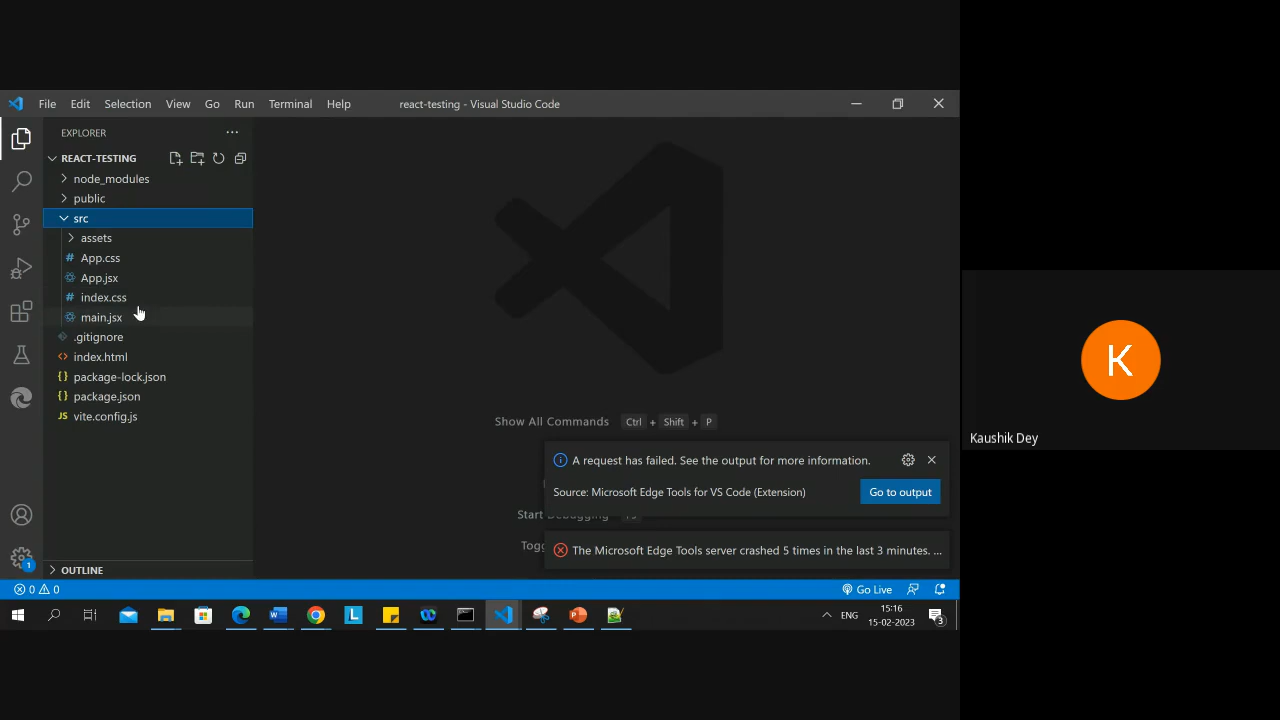 File Edit Selection View Go Run Terminal Help react-testing - Visual Studio Code
EXPLORER
REACT-TESTING
node_modules
public
src
assets
# App.css
App.jsx
# index.css
main.jsx
.gitignore
<> index.html
{} package-lock.json
{} package.json
JS vite.config.js
OUTLINE
Show All Commands Ctrl + Shift + P
Start Debugging
Togg
A request has failed. See the output for more information.
Source: Microsoft Edge Tools for VS Code (Extension)
Go to output
The Microsoft Edge Tools server crashed 5 times in the last 3 minutes. ...
1
0 0
Go Live
L
ENG
15:16
15-02-2023
3
K
Kaushik Dey